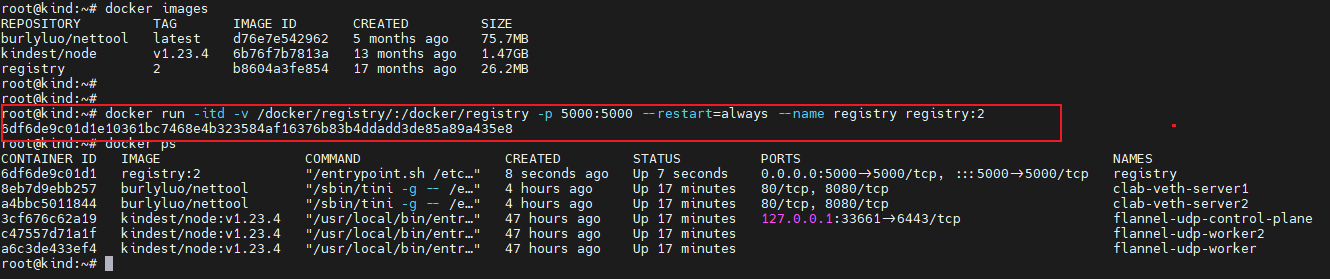 root@kind:~# docker images
REPOSITORY TAG IMAGE ID CREATED SIZE
burlyluo/nettool latest d76e7e542962 5 months ago 75.7MB
kindest/node v1.23.4 6b76f7b7813a 13 months ago 1.47GB
registry 2 b8604a3fe854 17 months ago 26.2MB
root@kind:~#
root@kind:~#
root@kind:~# docker run -itd -v /docker/registry/:/docker/registry -p 5000:5000 --restart=always --name registry registry:2
6df6de9c01d1e10361bc7468e4b323584af16376b83b4ddadd3de85a89a435e8
root@kind:~# docker ps
CONTAINER ID IMAGE COMMAND CREATED STATUS PORTS NAMES
6df6de9c01d1 registry:2 "/entrypoint.sh /etc…" 8 seconds ago Up 7 seconds 0.0.0.0:5000->5000/tcp, :::5000->5000/tcp registry
8eb7d9ebb257 burlyluo/nettool "/sbin/tini -g -- /e…" 4 hours ago Up 17 minutes 80/tcp, 8080/tcp clab-veth-server1
a4bbc5011844 burlyluo/nettool "/sbin/tini -g -- /e…" 4 hours ago Up 17 minutes 80/tcp, 8080/tcp clab-veth-server2
3cf676c62a19 kindest/node:v1.23.4 "/usr/local/bin/entr…" 47 hours ago Up 17 minutes 127.0.0.1:33661->6443/tcp flannel-udp-control-plane
c47557d71a1f kindest/node:v1.23.4 "/usr/local/bin/entr…" 47 hours ago Up 17 minutes flannel-udp-worker2
a6c3de433ef4 kindest/node:v1.23.4 "/usr/local/bin/entr…" 47 hours ago Up 17 minutes flannel-udp-worker
root@kind:~#